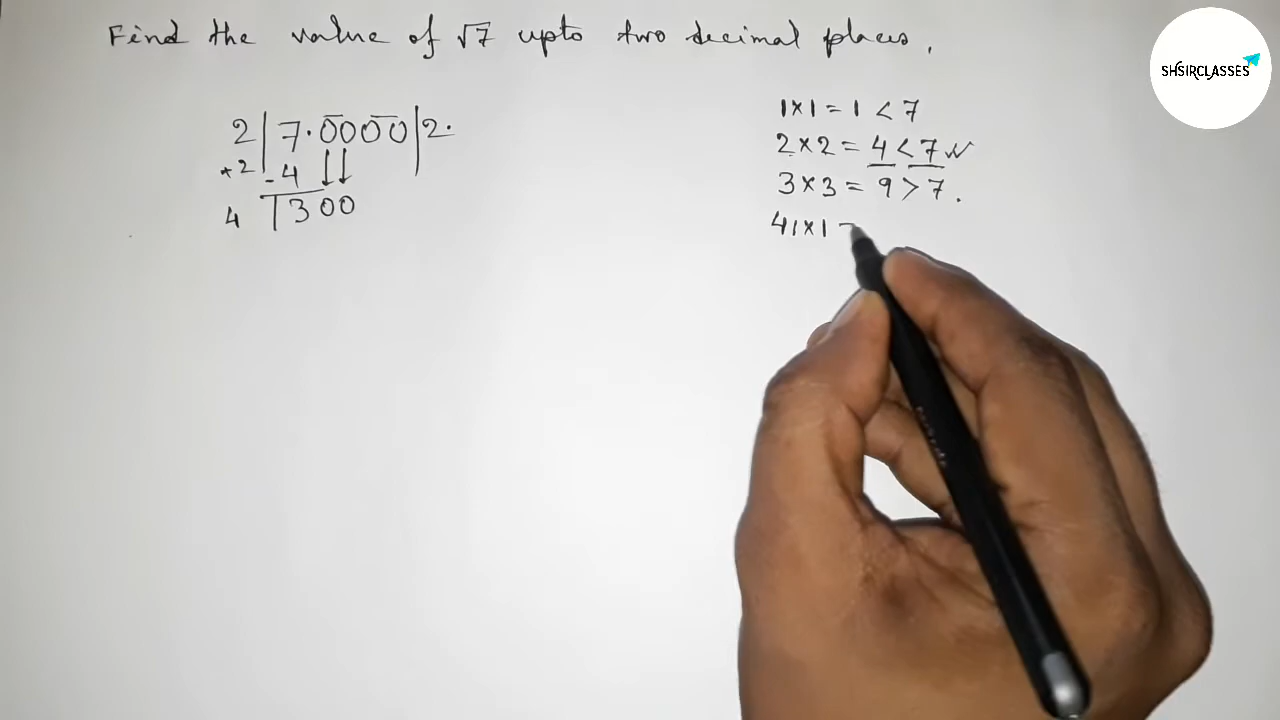 Find the value of √7 upto two decimal places.
SHSIRCLASSES
2 | 7.0000 | 2.
+2 - 4 ↓↓
4 300
1×1 = 1 < 7
2×2 = 4 < 7 ✓
3×3 = 9 > 7.
41×1 =